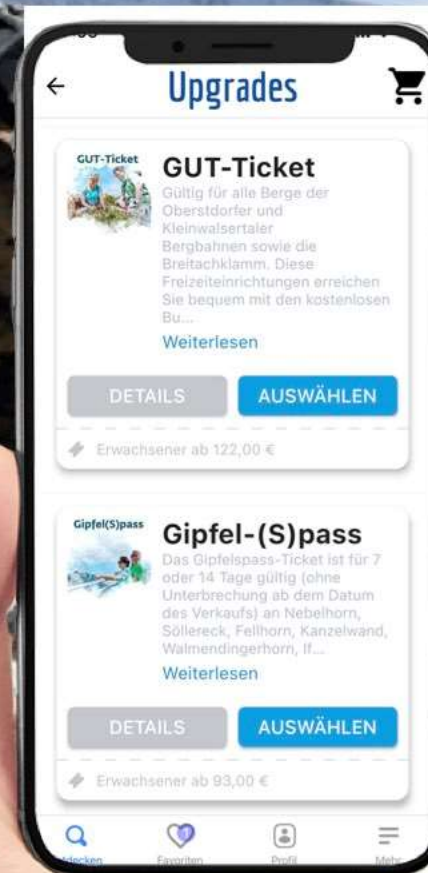 Upgrades
GUT-Ticket
GUT-Ticket
Gültig für alle Berge der
Oberstdorfer und
Kleinwalsertaler
Bergbahnen sowie die
Breitachklamm. Diese
Freizeiteinrichtungen erreichen
Sie bequem mit den kostenlosen
Bu...
Weiterlesen
DETAILS
AUSWÄHLEN
Erwachsener ab 122,00 €
Gipfel(S)pass
Gipfel-(S)pass
Das Gipfelspass-Ticket ist für 7
oder 14 Tage gültig (ohne
Unterbrechung ab dem Datum
des Verkaufs) an Nebelhorn,
Söllereck, Fellhorn, Kanzelwand,
Walmendingerhorn, If...
Weiterlesen
DETAILS
AUSWÄHLEN
Erwachsener ab 93,00 €
Favoriten
Profil
Mehr